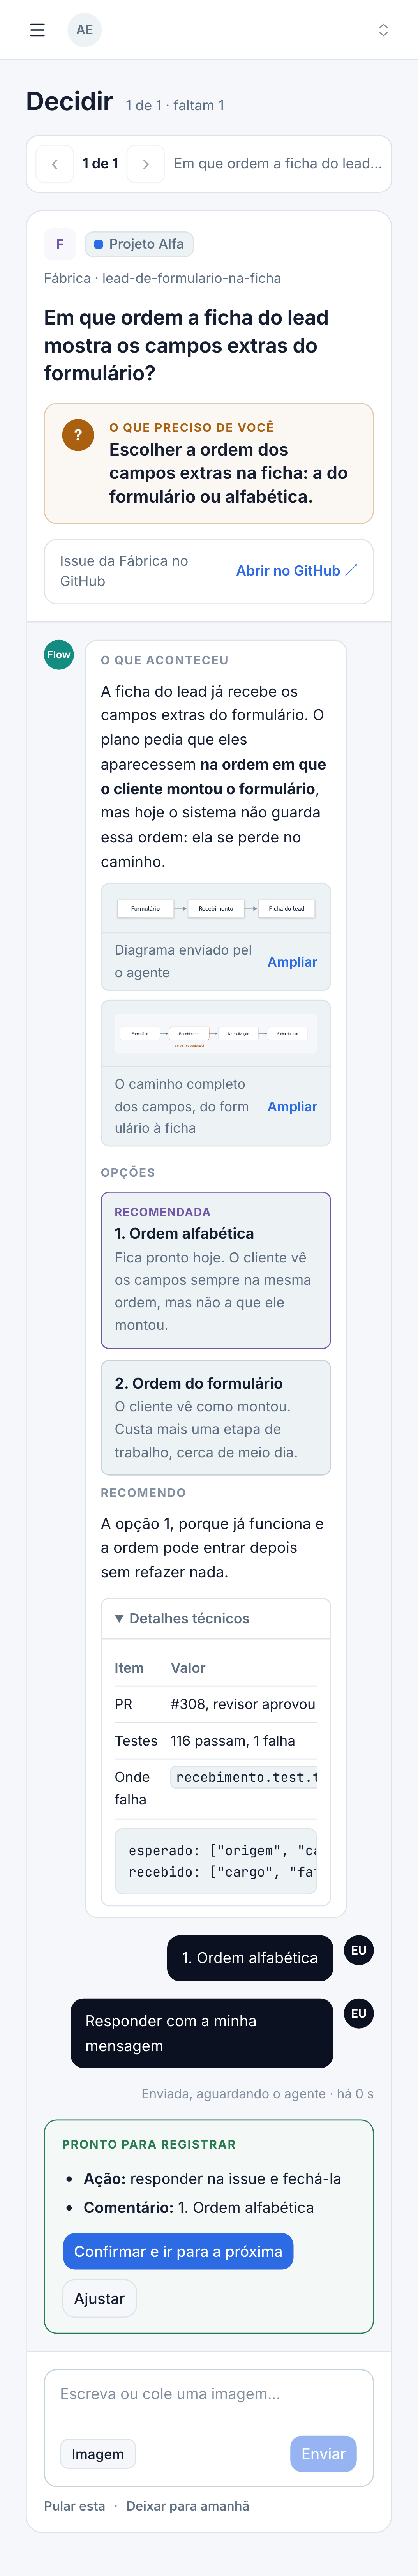 AE
Decidir 1 de 1 · faltam 1
‹ 1 de 1 › Em que ordem a ficha do lead...
F Projeto Alfa
Fábrica · lead-de-formulario-na-ficha
Em que ordem a ficha do lead
mostra os campos extras do
formulário?
? O QUE PRECISO DE VOCÊ
Escolher a ordem dos
campos extras na ficha: a do
formulário ou alfabética.
Issue da Fábrica no
GitHub
Abrir no GitHub ↗
Flow
O QUE ACONTECEU
A ficha do lead já recebe os
campos extras do formulário. O
plano pedia que eles
aparecessem na ordem em que
o cliente montou o formulário,
mas hoje o sistema não guarda
essa ordem: ela se perde no
caminho.
Formulário Recebimento Ficha do lead
Diagrama enviado pel
o agente
Ampliar
Formulário Recebimento Normalização Ficha do lead
a ordem se perde aqui
O caminho completo
dos campos, do form
ulário à ficha
Ampliar
OPÇÕES
RECOMENDADA
1. Ordem alfabética
Fica pronto hoje. O cliente vê
os campos sempre na mesma
ordem, mas não a que ele
montou.
2. Ordem do formulário
O cliente vê como montou.
Custa mais uma etapa de
trabalho, cerca de meio dia.
RECOMENDO
A opção 1, porque já funciona e
a ordem pode entrar depois
sem refazer nada.
▼ Detalhes técnicos
Item Valor
PR #308, revisor aprovou
Testes 116 passam, 1 falha
Onde
falha
recebimento.test.t
esperado: ["origem", "ca
recebido: ["cargo", "fat
1. Ordem alfabética
EU
Responder com a minha
mensagem
EU
Enviada, aguardando o agente · há 0 s
PRONTO PARA REGISTRAR
• Ação: responder na issue e fechá-la
• Comentário: 1. Ordem alfabética
Confirmar e ir para a próxima
Ajustar
Escreva ou cole uma imagem...
Imagem
Enviar
Pular esta · Deixar para amanhã